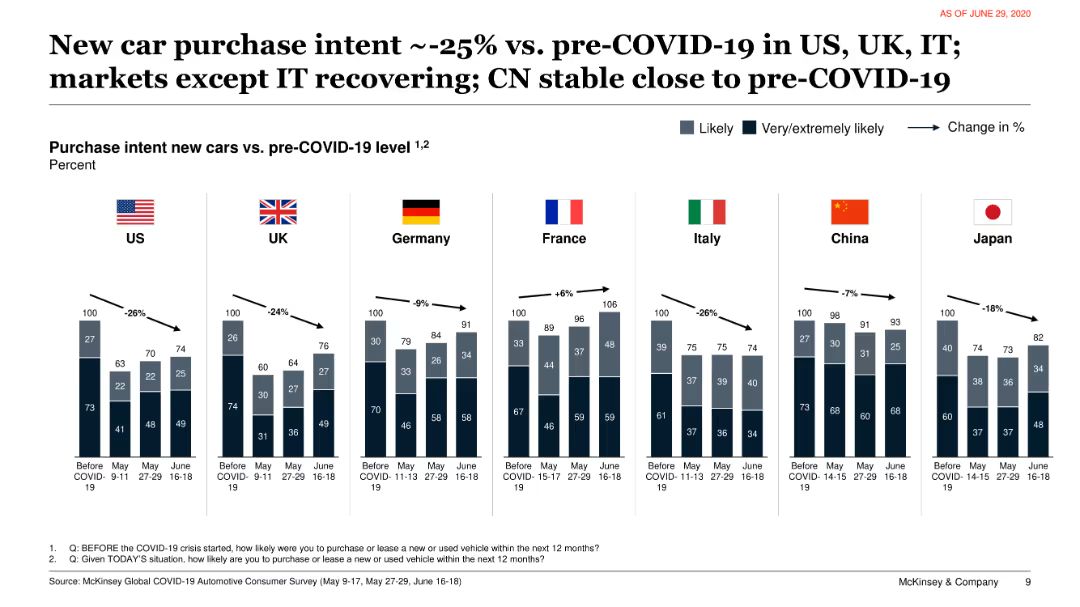 AS OF JUNE 29, 2020
New car purchase intent ~-25% vs. pre-COVID-19 in US, UK, IT;
markets except IT recovering; CN stable close to pre-COVID-19
Likely
Very/extremely likely
Change in %
Purchase intent new cars vs. pre-COVID-19 level 1,2
Percent
US
-26%
100 63 70 74
27 22 22 25
73 41 48 49
Before COVID-19
May 9-11
May 27-29
June 16-18
UK
-24%
100 60 64 76
26 30 27 27
74 31 36 49
Before COVID-19
May 9-11
May 27-29
June 16-18
Germany
-9%
100 79 84 91
30 33 26 34
70 46 58 58
Before COVID-19
May 11-13
May 27-29
June 16-18
France
+6%
100 89 96 106
33 44 37 48
67 46 59 59
Before COVID-19
May 15-17
May 27-29
June 16-18
Italy
-26%
100 75 75 74
39 37 39 40
61 37 36 34
Before COVID-19
May 11-13
May 27-29
June 16-18
China
-7%
100 98 91 93
27 30 31 25
73 68 60 68
Before COVID-19
May 14-15
May 27-29
June 16-18
Japan
-18%
100 74 73 82
40 38 36 34
60 37 37 48
Before COVID-19
May 14-15
May 27-29
June 16-18
1. Q: BEFORE the COVID-19 crisis started, how likely were you to purchase or lease a new or used vehicle within the next 12 months?
2. Q: Given TODAY'S situation, how likely are you to purchase or lease a new or used vehicle within the next 12 months?
Source: McKinsey Global COVID-19 Automotive Consumer Survey (May 9-17, May 27-29, June 16-18)
McKinsey & Company 9